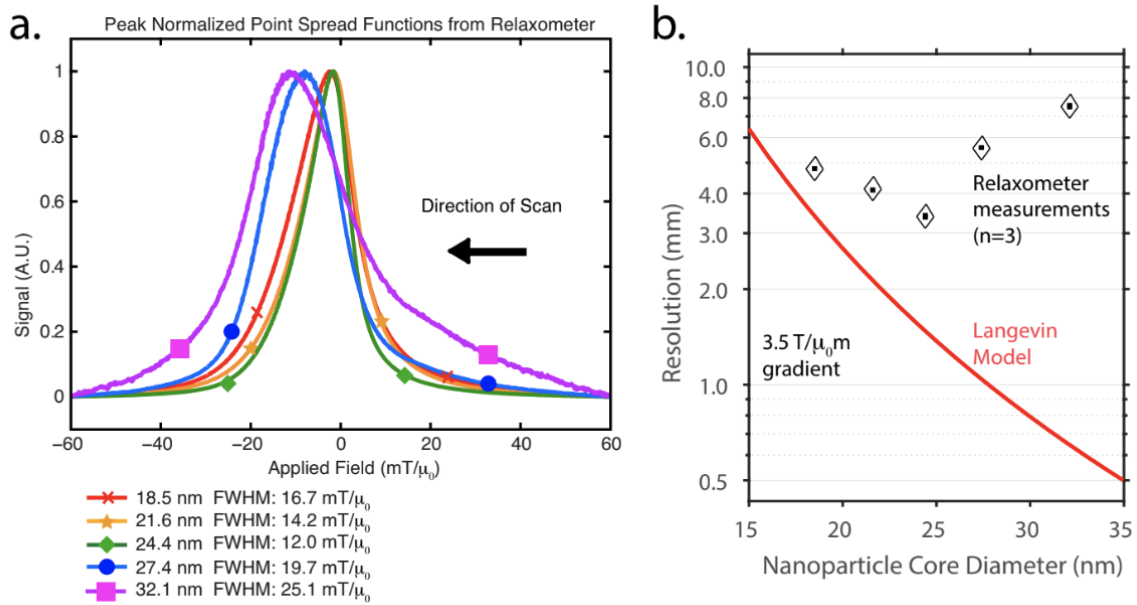 a.
Peak Normalized Point Spread Functions from Relaxometer
1
0.8
0.6
0.4
0.2
0
Signal (A.U.)
Direction of Scan
−60
−40
−20
0
20
40
60
Applied Field (mT/μ₀)
18.5 nm FWHM: 16.7 mT/μ₀
21.6 nm FWHM: 14.2 mT/μ₀
24.4 nm FWHM: 12.0 mT/μ₀
27.4 nm FWHM: 19.7 mT/μ₀
32.1 nm FWHM: 25.1 mT/μ₀
b.
10.0
8.0
6.0
4.0
3.0
2.0
1.0
0.5
Resolution (mm)
Relaxometer
measurements
(n=3)
3.5 T/μ₀m
gradient
Langevin
Model
15
20
25
30
35
Nanoparticle Core Diameter (nm)